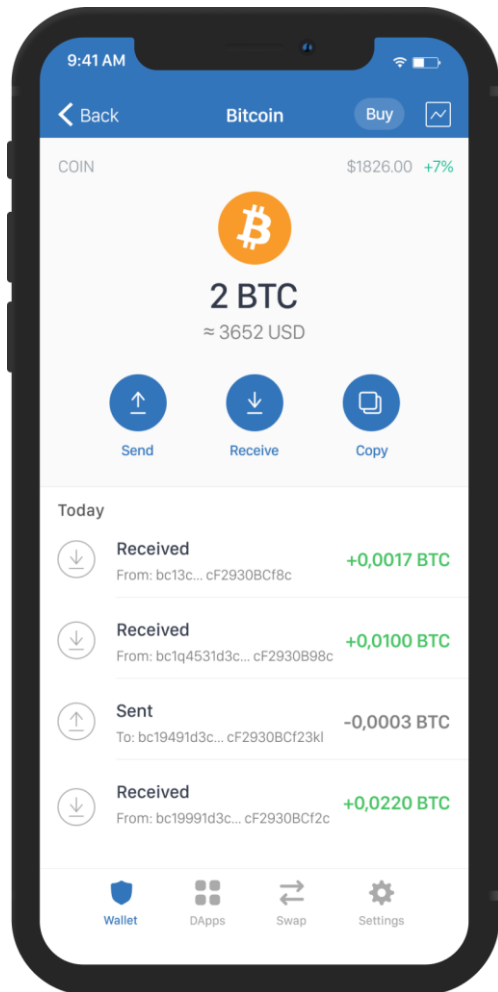 9:41 AM
Back Bitcoin Buy
COIN $1826.00 +7%
2 BTC
≈ 3652 USD
Send Receive Copy
Today
Received
+0,0017 BTC
From: bc13c... cF2930BCf8c
Received
+0,0100 BTC
From: bc1q4531d3c... cF2930B98c
Sent
-0,0003 BTC
To: bc19491d3c... cF2930BCf23kl
Received
+0,0220 BTC
From: bc19991d3c... cF2930BCf2c
Wallet DApps Swap Settings